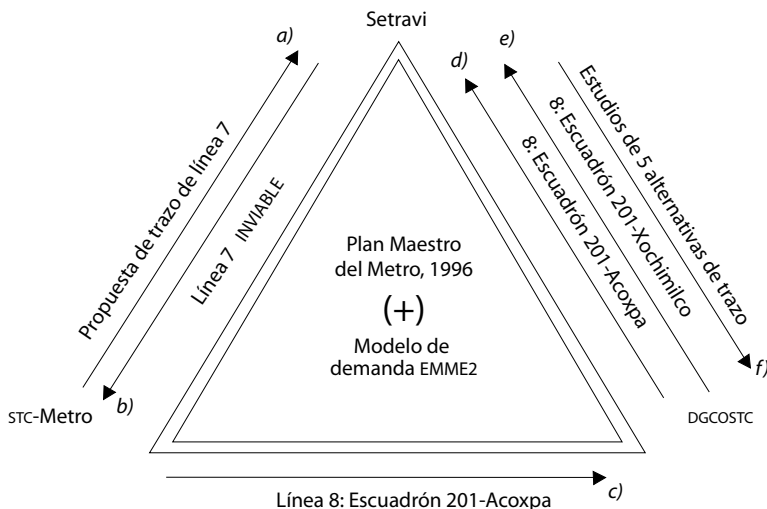 Setravi
a)
Propuesta de trazo de línea 7
Línea 7 INVIABLE
b)
STC-Metro
d)
e)
8: Escuadrón 201-Acoxpa
8: Escuadrón 201-Xochimilco
Estudios de 5 alternativas de trazo
f)
DGCOSTC
Plan Maestro
del Metro, 1996
(+)
Modelo de
demanda EMME2
c)
Línea 8: Escuadrón 201-Acoxpa